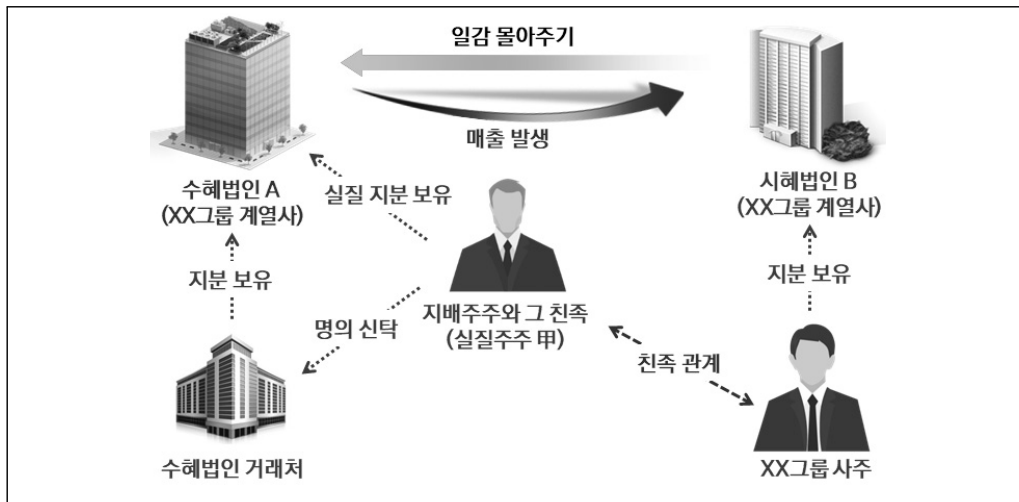 일감 몰아주기
매출 발생
수혜법인 A
(XX그룹 계열사)
실질 지분 보유
시혜법인 B
(XX그룹 계열사)
지분 보유
지배주주와 그 친족
(실질주주 甲)
지분 보유
명의 신탁
친족 관계
수혜법인 거래처
XX그룹 사주